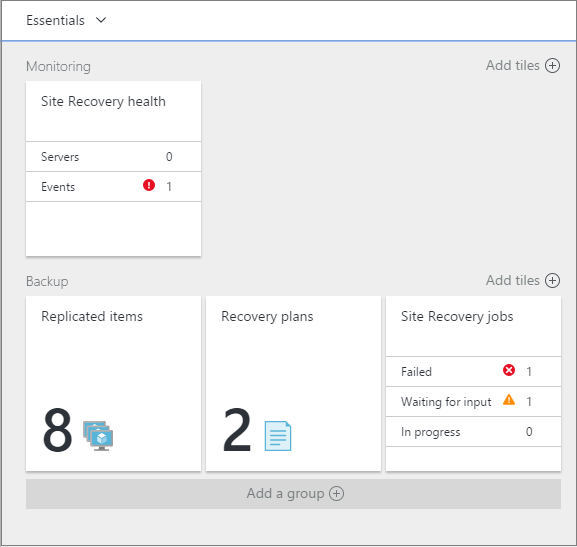 Essentials
Monitoring Add tiles
Site Recovery health
Servers 0
Events 1
Backup Add tiles
Replicated items Recovery plans Site Recovery jobs
Failed 1
Waiting for input 1
In progress 0
8 2
Add a group